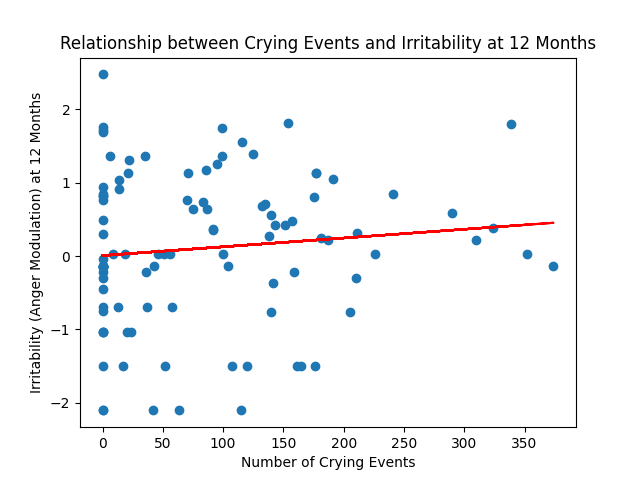 Relationship between Crying Events and Irritability at 12 Months
Irritability (Anger Modulation) at 12 Months
2
1
0
−1
−2
0 50 100 150 200 250 300 350
Number of Crying Events